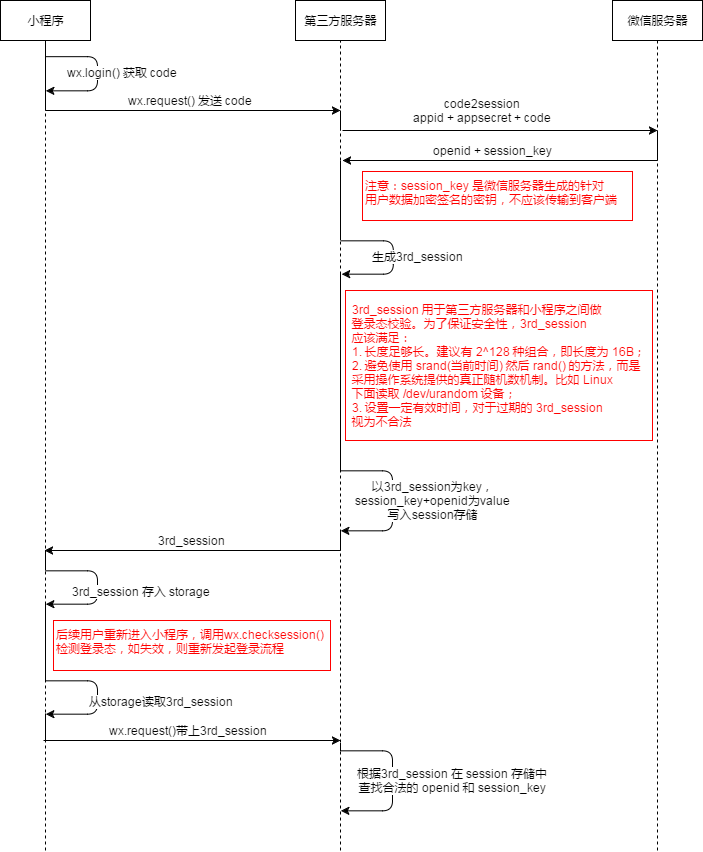 小程序
第三方服务器
微信服务器
wx.login() 获取 code
wx.request() 发送 code
code2session
appid + appsecret + code
openid + session_key
注意：session_key 是微信服务器生成的针对
用户数据加密签名的密钥，不应该传输到客户端
生成3rd_session
3rd_session 用于第三方服务器和小程序之间做
登录态校验。为了保证安全性，3rd_session
应该满足：
1. 长度足够长。建议有 2^128 种组合，即长度为 16B；
2. 避免使用 srand(当前时间) 然后 rand() 的方法，而是
采用操作系统提供的真正随机数机制。比如 Linux
下面读取 /dev/urandom 设备；
3. 设置一定有效时间，对于过期的 3rd_session
视为不合法
以3rd_session为key，
session_key+openid为value
写入session存储
3rd_session
3rd_session 存入 storage
后续用户重新进入小程序，调用wx.checksession()
检测登录态，如失效，则重新发起登录流程
从storage读取3rd_session
wx.request()带上3rd_session
根据3rd_session 在 session 存储中
查找合法的 openid 和 session_key